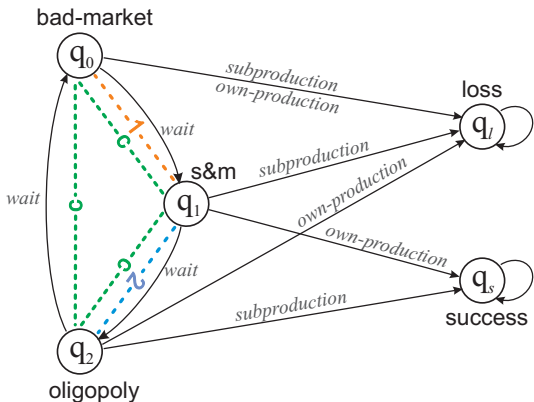 bad-market
q0
subproduction
own-production
loss
ql
wait
1
c
s&m
q1
subproduction
wait
c
own-production
own-production
c
2
wait
qs
success
subproduction
q2
oligopoly